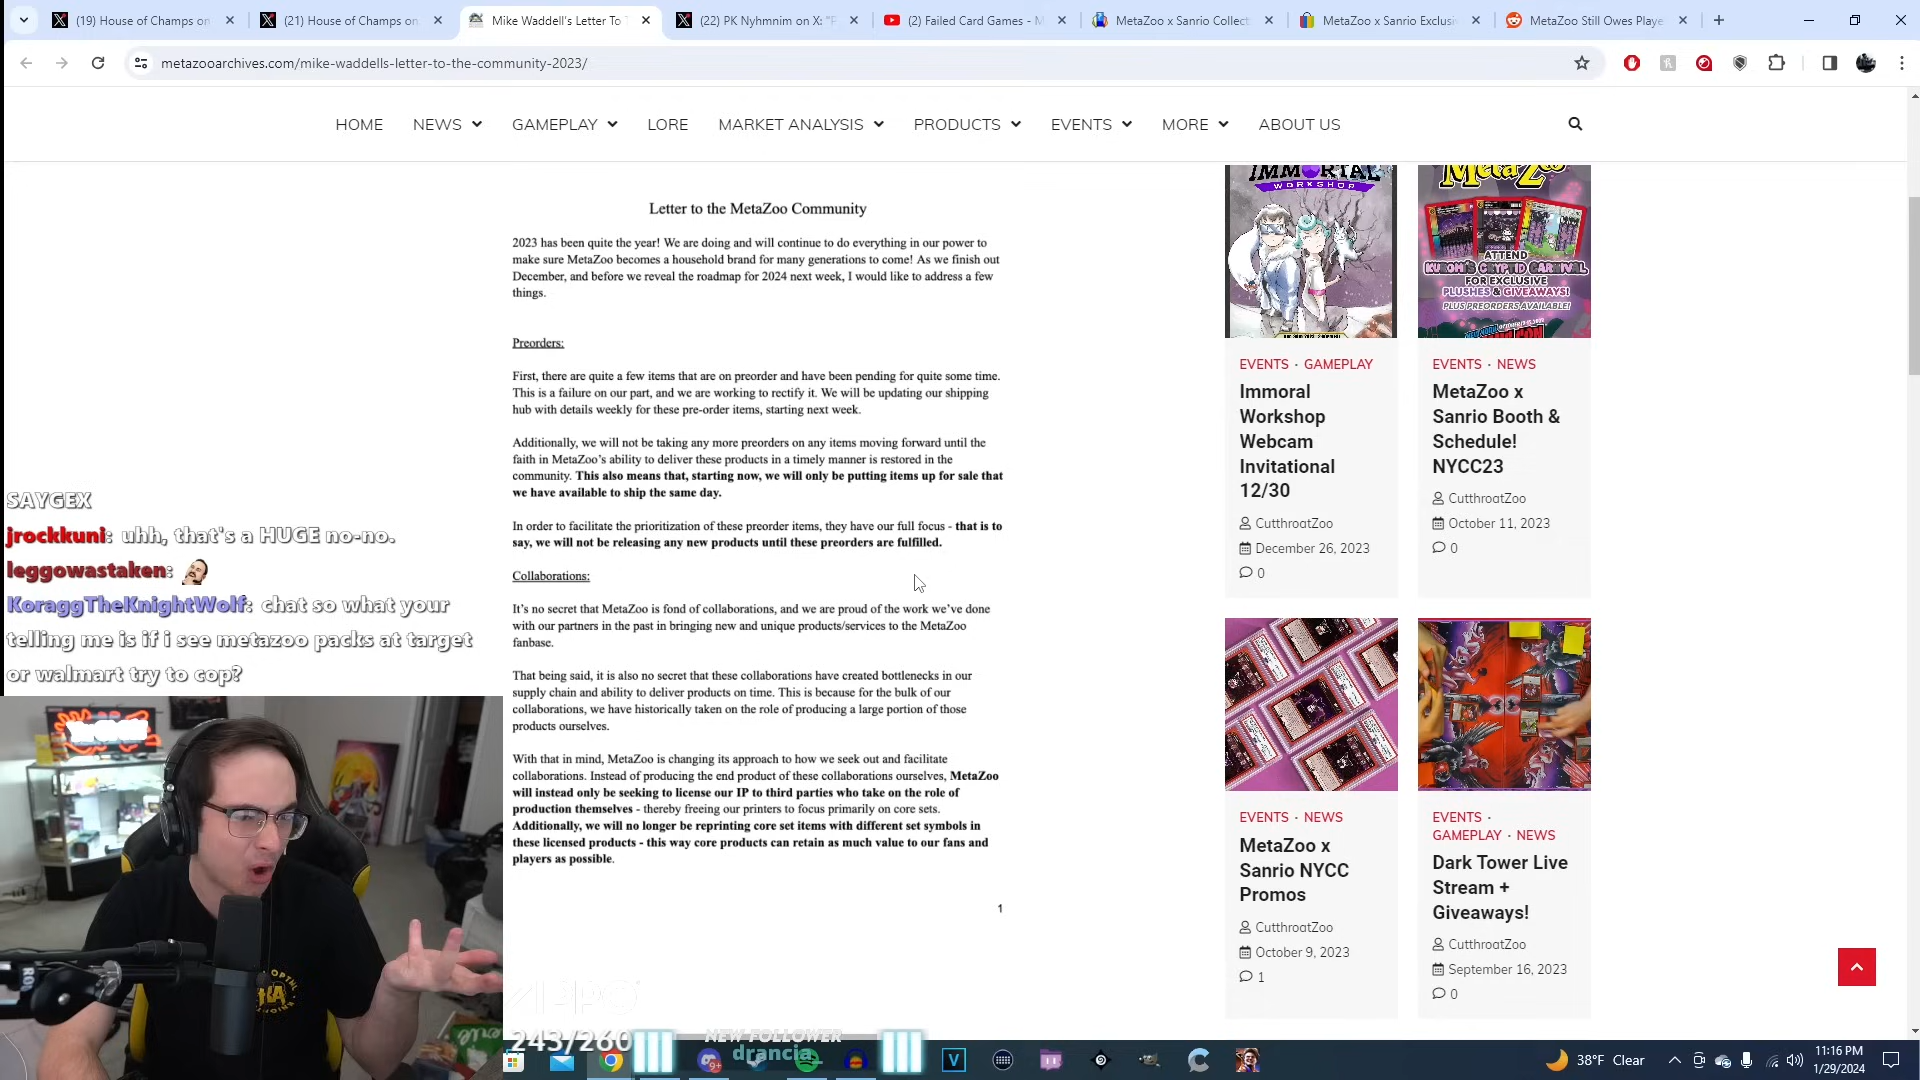 (19) House of Champs on
(21) House of Champs on
Mike Waddell's Letter To
(22) PK Nyhmnim on X: "P
(2) Failed Card Games - M
MetaZoo x Sanrio Collect
MetaZoo x Sanrio Exclusi
MetaZoo Still Owes Playe
metazooarchives.com/mike-waddells-letter-to-the-community-2023/
HOME NEWS GAMEPLAY LORE MARKET ANALYSIS PRODUCTS EVENTS MORE ABOUT US
Letter to the MetaZoo Community
2023 has been quite the year! We are doing and will continue to do everything in our power to
make sure MetaZoo becomes a household brand for many generations to come! As we finish out
December, and before we reveal the roadmap for 2024 next week, I would like to address a few
things.
Preorders:
First, there are quite a few items that are on preorder and have been pending for quite some time.
This is a failure on our part, and we are working to rectify it. We will be updating our shipping
hub with details weekly for these pre-order items, starting next week.
Additionally, we will not be taking any more preorders on any items moving forward until the
faith in MetaZoo's ability to deliver these products in a timely manner is restored in the
community. This also means that, starting now, we will only be putting items up for sale that
we have available to ship the same day.
In order to facilitate the prioritization of these preorder items, they have our full focus - that is to
say, we will not be releasing any new products until these preorders are fulfilled.
Collaborations:
It's no secret that MetaZoo is fond of collaborations, and we are proud of the work we've done
with our partners in the past in bringing new and unique products/services to the MetaZoo
fanbase.
That being said, it is also no secret that these collaborations have created bottlenecks in our
supply chain and ability to deliver products on time. This is because for the bulk of our
collaborations, we have historically taken on the role of producing a large portion of those
products ourselves.
With that in mind, MetaZoo is changing its approach to how we seek out and facilitate
collaborations. Instead of producing the end product of these collaborations ourselves, MetaZoo
will instead only be seeking to license our IP to third parties who take on the role of
production themselves - thereby freeing our printers to focus primarily on core sets.
Additionally, we will no longer be reprinting core set items with different set symbols in
these licensed products - this way core products can retain as much value to our fans and
players as possible.
1
IMMORTAL
WORKSHOP
EVENTS · GAMEPLAY
Immoral
Workshop
Webcam
Invitational
12/30
CutthroatZoo
December 26, 2023
0
MetaZoo
ATTEND
KUROMI'S CRYPTID CARNIVAL
FOR EXCLUSIVE
PLUSHES & GIVEAWAYS!
PLUS PREORDERS AVAILABLE!
EVENTS · NEWS
MetaZoo x
Sanrio Booth &
Schedule!
NYCC23
CutthroatZoo
October 11, 2023
0
EVENTS · NEWS
MetaZoo x
Sanrio NYCC
Promos
CutthroatZoo
October 9, 2023
1
EVENTS ·
GAMEPLAY · NEWS
Dark Tower Live
Stream +
Giveaways!
CutthroatZoo
September 16, 2023
0
SAYGEX
jrockkuni: uhh, that's a HUGE no-no.
leggowastaken:
KoraggTheKnightWolf: chat so what your
telling me is if i see metazoo packs at target
or walmart try to cop?
243/260
NEW FOLLOWER
drancia
38°F Clear
11:16 PM
1/29/2024